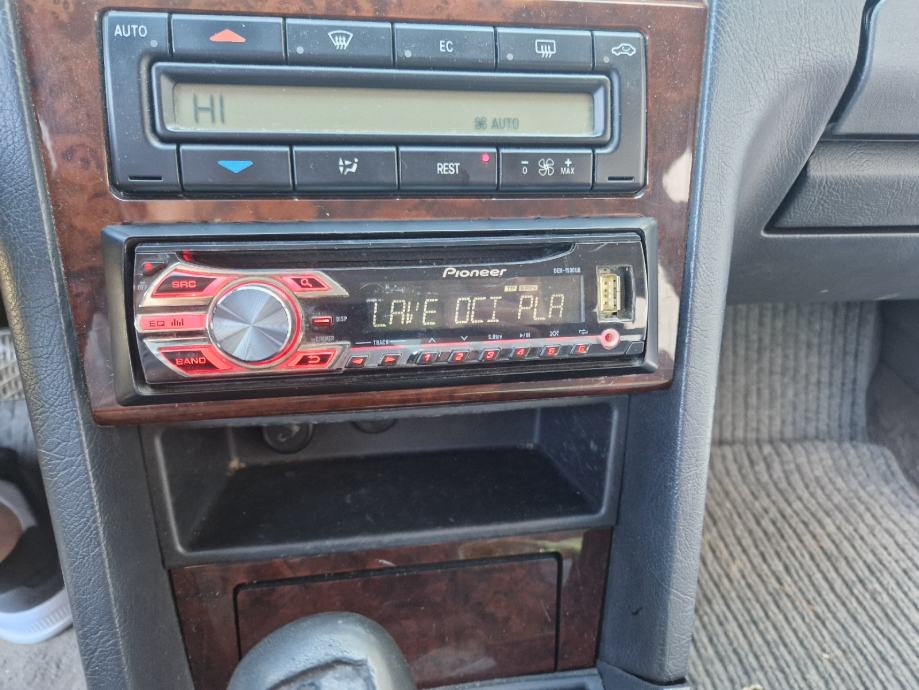 AUTO
EC
HI
AUTO
REST
- 0 + MAX
Pioneer
SRC
EQ
DISP
LAVE OCI PLA
BAND
TRACK
1 2 3 4 5 6